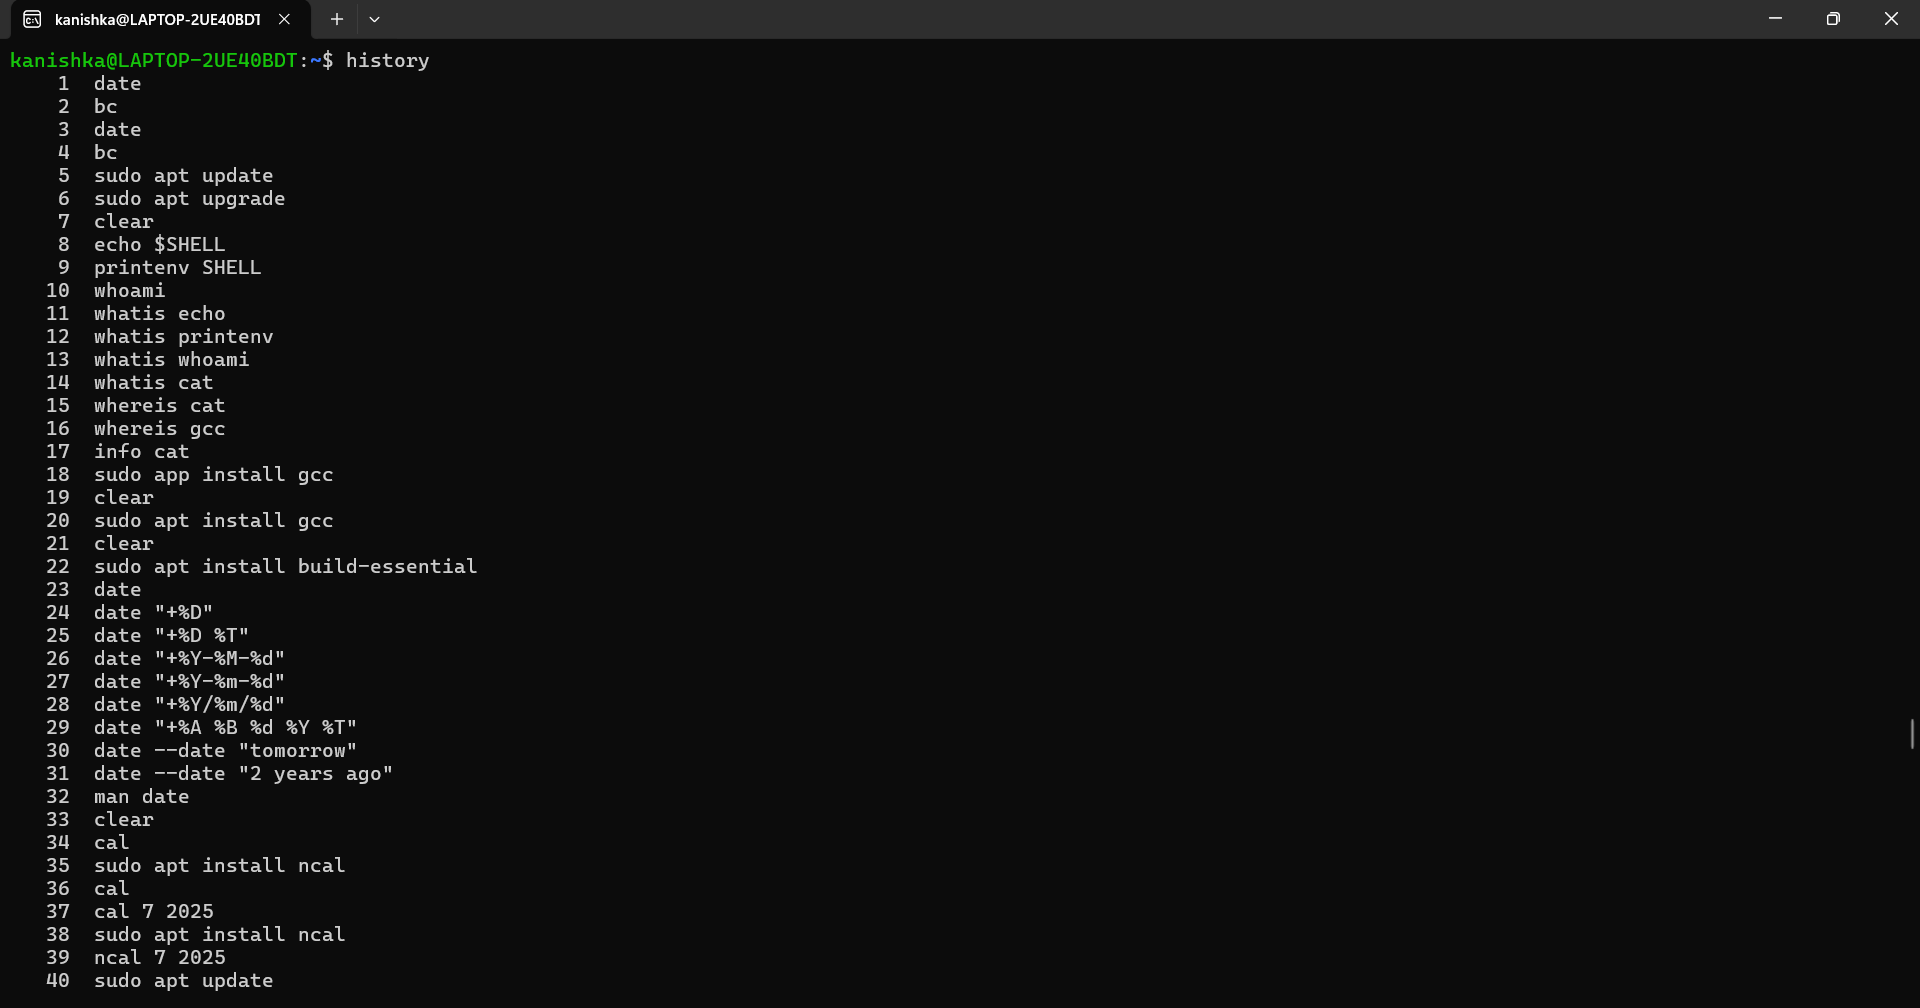 kanishka@LAPTOP-2UE40BDT
kanishka@LAPTOP-2UE40BDT:~$ history
1 date
2 bc
3 date
4 bc
5 sudo apt update
6 sudo apt upgrade
7 clear
8 echo $SHELL
9 printenv SHELL
10 whoami
11 whatis echo
12 whatis printenv
13 whatis whoami
14 whatis cat
15 whereis cat
16 whereis gcc
17 info cat
18 sudo app install gcc
19 clear
20 sudo apt install gcc
21 clear
22 sudo apt install build-essential
23 date
24 date "+%D"
25 date "+%D %T"
26 date "+%Y-%M-%d"
27 date "+%Y-%m-%d"
28 date "+%Y/%m/%d"
29 date "+%A %B %d %Y %T"
30 date --date "tomorrow"
31 date --date "2 years ago"
32 man date
33 clear
34 cal
35 sudo apt install ncal
36 cal
37 cal 7 2025
38 sudo apt install ncal
39 ncal 7 2025
40 sudo apt update